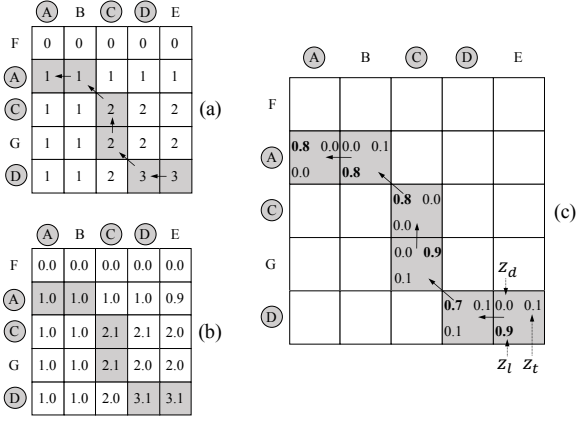 A B C D E
F 0 0 0 0 0
A 1 1 1 1 1
C 1 1 2 2 2
G 1 1 2 2 2
D 1 1 2 3 3
(a)
A B C D E
F 0.0 0.0 0.0 0.0 0.0
A 1.0 1.0 1.0 1.0 0.9
C 1.0 1.0 2.1 2.1 2.0
G 1.0 1.0 2.1 2.0 2.0
D 1.0 1.0 2.0 3.1 3.1
(b)
A B C D E
F
A 0.8 0.0 0.0 0.1
0.0 0.8
C 0.8 0.0
0.0
G 0.0 0.9
0.1
z_d
D 0.7 0.1 0.0 0.1
0.1 0.9
z_l z_t
(c)